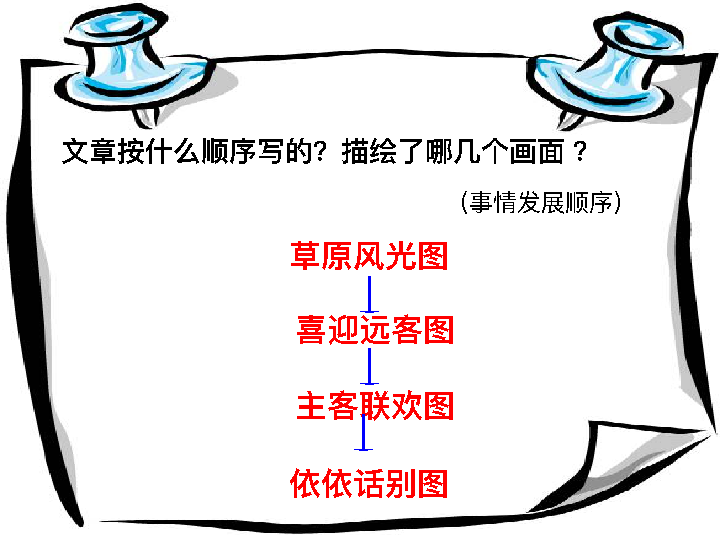 文章按什么顺序写的？描绘了哪几个画面？
（事情发展顺序）
草原风光图
喜迎远客图
主客联欢图
依依话别图